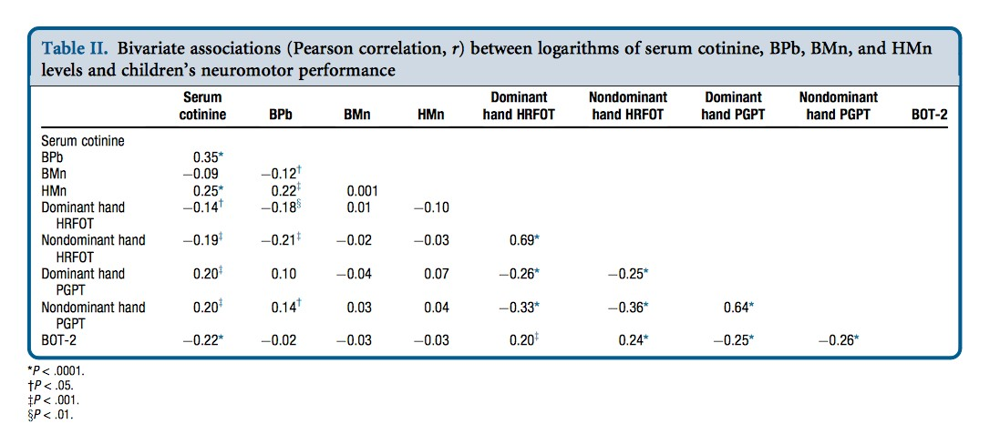 Table II. Bivariate associations (Pearson correlation, r) between logarithms of serum cotinine, BPb, BMn, and HMn
levels and children's neuromotor performance
Serum Dominant Nondominant Dominant Nondominant
cotinine BPb BMn HMn hand HRFOT hand HRFOT hand PGPT hand PGPT BOT-2
Serum cotinine
BPb 0.35*
BMn −0.09 −0.12†
HMn 0.25* 0.22‡ 0.001
Dominant hand −0.14† −0.18§ 0.01 −0.10
HRFOT
Nondominant hand −0.19‡ −0.21‡ −0.02 −0.03 0.69*
HRFOT
Dominant hand 0.20‡ 0.10 −0.04 0.07 −0.26* −0.25*
PGPT
Nondominant hand 0.20‡ 0.14† 0.03 0.04 −0.33* −0.36* 0.64*
PGPT
BOT-2 −0.22* −0.02 −0.03 −0.03 0.20‡ 0.24* −0.25* −0.26*
*P < .0001.
†P < .05.
‡P < .001.
§P < .01.